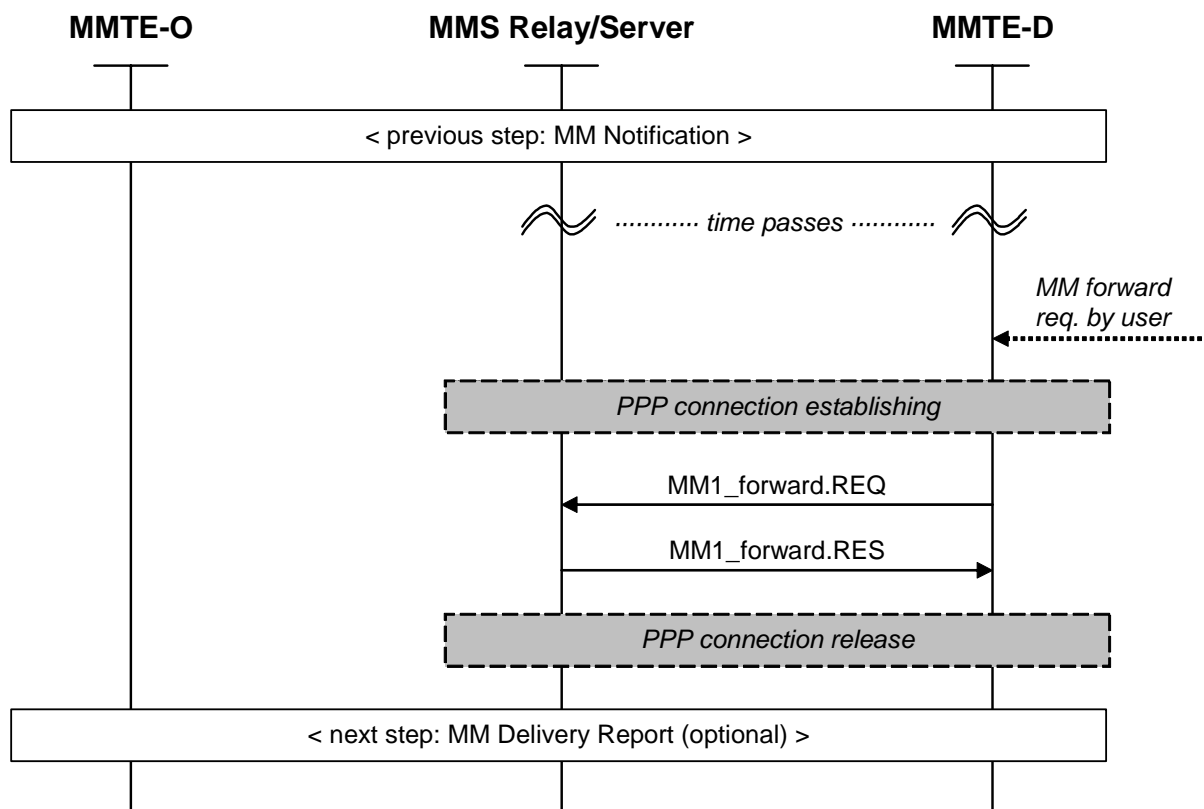 MMTE-O MMS Relay/Server MMTE-D
< previous step: MM Notification >
............ time passes ............
MM forward
req. by user
PPP connection establishing
MM1_forward.REQ
MM1_forward.RES
PPP connection release
< next step: MM Delivery Report (optional) >